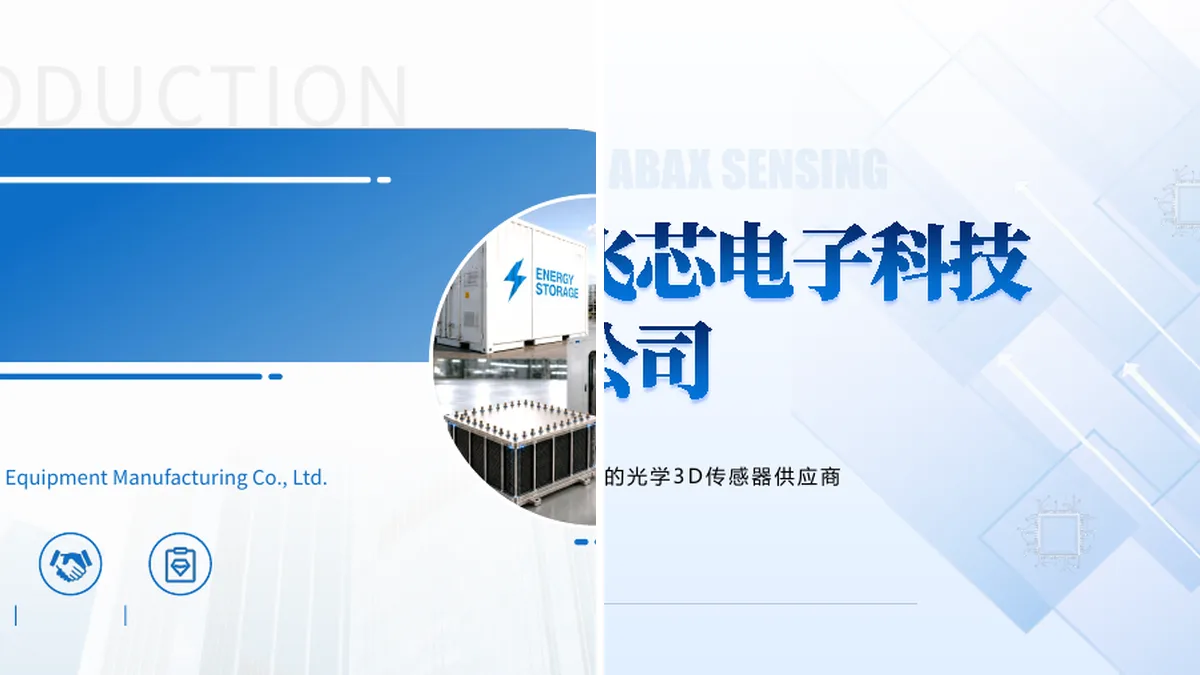 ODUCTION
ENERGY
STORAGE
Equipment Manufacturing Co., Ltd.
ABAX SENSING
飞芯电子科技
公司
的光学3D传感器供应商